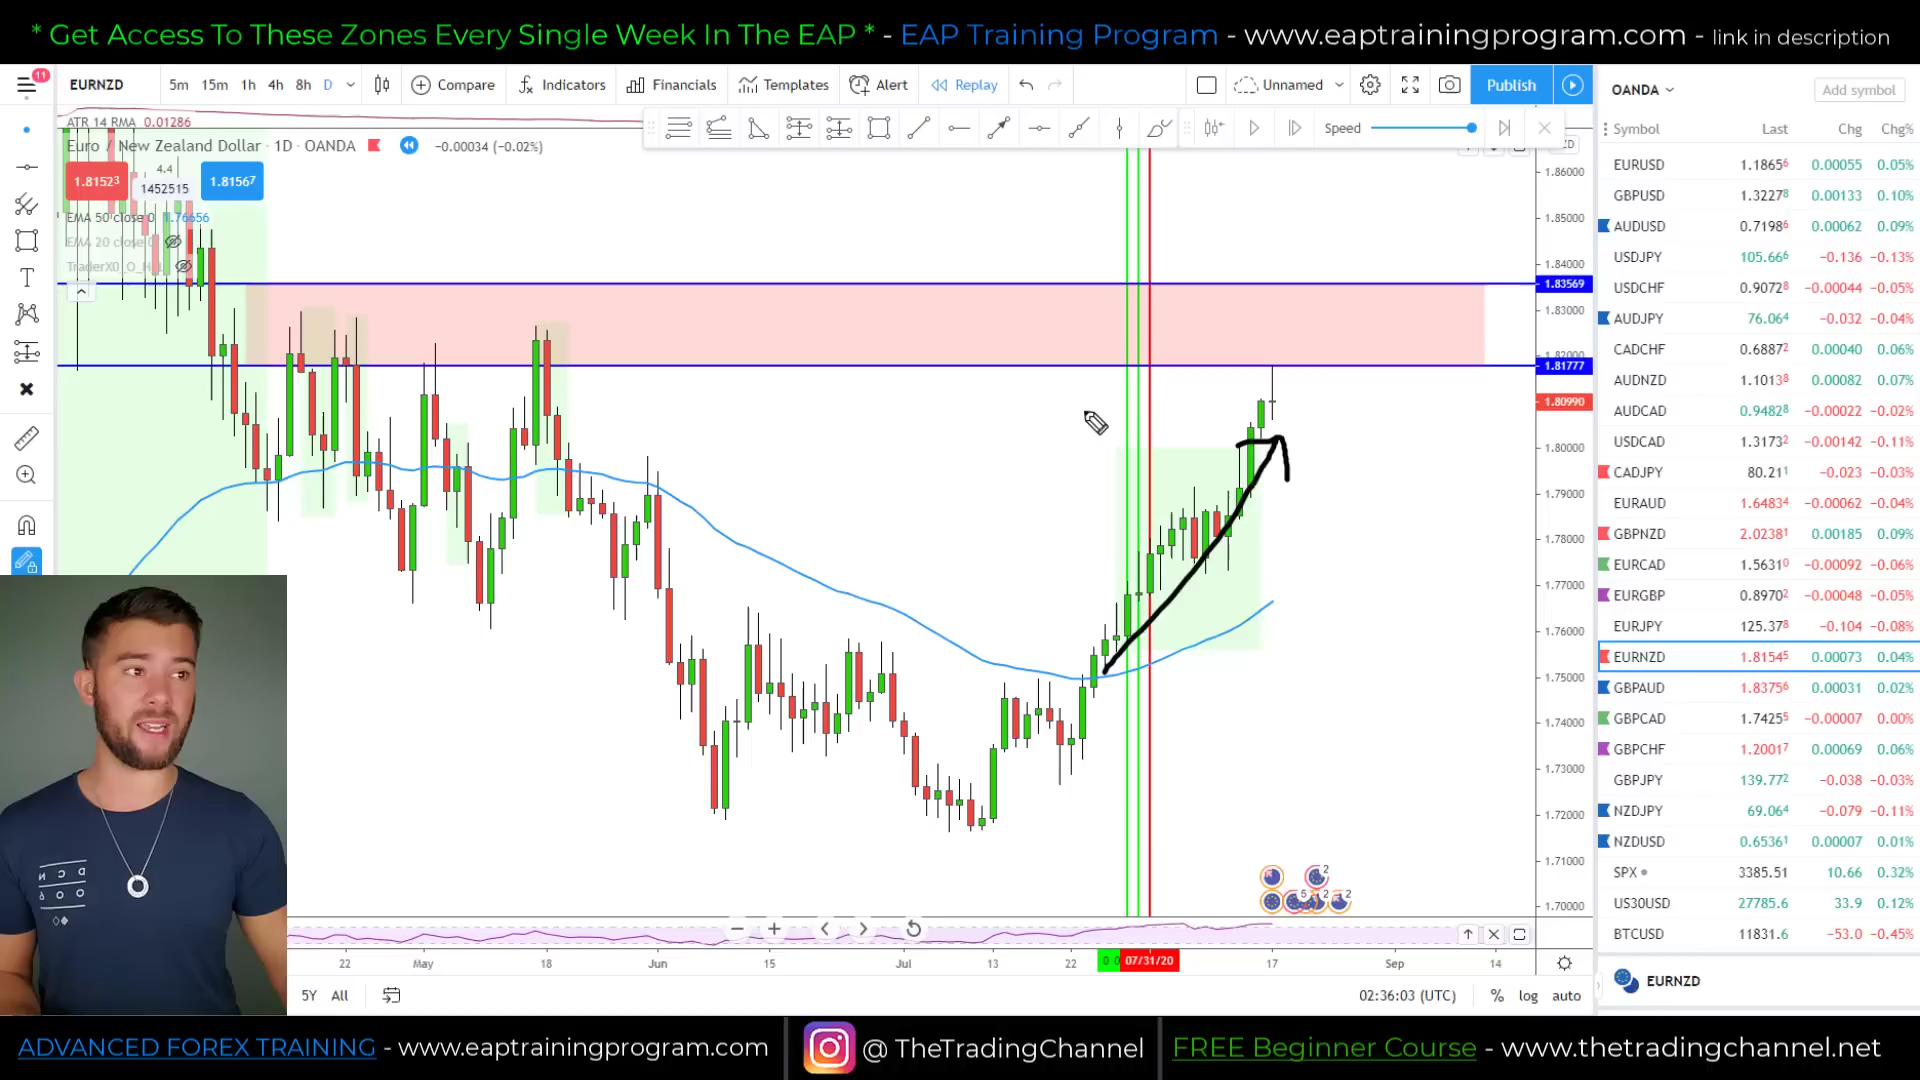 * Get Access To These Zones Every Single Week In The EAP * - EAP Training Program - www.eaptrainingprogram.com - link in description
11
EURNZD 5m 15m 1h 4h 8h D Compare Indicators Financials Templates Alert Replay Unnamed Publish
Speed
ATR 14 RMA 0.01286
Euro / New Zealand Dollar · 1D · OANDA −0.00034 (−0.02%)
4.4
1.81523 1452515 1.81567
EMA 50 close 0 1.76656
EMA 20 close 0
1.86000
1.85000
1.84000
1.83569
1.83000
1.82000
1.81777
1.80990
1.80000
1.79000
1.78000
1.77000
1.76000
1.75000
1.74000
1.73000
1.72000
1.71000
1.70000
22 May 18 Jun 15 Jul 13 22 07/31/20 17 Sep 14
5Y All 02:36:03 (UTC) % log auto
OANDA Add symbol
Symbol Last Chg Chg%
EURUSD 1.18656 0.00055 0.05%
GBPUSD 1.32278 0.00133 0.10%
AUDUSD 0.71986 0.00062 0.09%
USDJPY 105.666 −0.136 −0.13%
USDCHF 0.90728 −0.00044 −0.05%
AUDJPY 76.064 −0.032 −0.04%
CADCHF 0.68872 0.00040 0.06%
AUDNZD 1.10138 0.00082 0.07%
AUDCAD 0.94828 −0.00022 −0.02%
USDCAD 1.31732 −0.00142 −0.11%
CADJPY 80.211 −0.023 −0.03%
EURAUD 1.64834 −0.00062 −0.04%
GBPNZD 2.02381 0.00185 0.09%
EURCAD 1.56310 −0.00092 −0.06%
EURGBP 0.89702 −0.00048 −0.05%
EURJPY 125.378 −0.104 −0.08%
EURNZD 1.81545 0.00073 0.04%
GBPAUD 1.83756 0.00031 0.02%
GBPCAD 1.74255 −0.00007 0.00%
GBPCHF 1.20017 0.00069 0.06%
GBPJPY 139.772 −0.038 −0.03%
NZDJPY 69.064 −0.079 −0.11%
NZDUSD 0.65361 0.00007 0.01%
SPX 3385.51 10.66 0.32%
US30USD 27785.6 33.9 0.12%
BTCUSD 11831.6 −53.0 −0.45%
EURNZD
ADVANCED FOREX TRAINING - www.eaptrainingprogram.com
@ TheTradingChannel
FREE Beginner Course - www.thetradingchannel.net